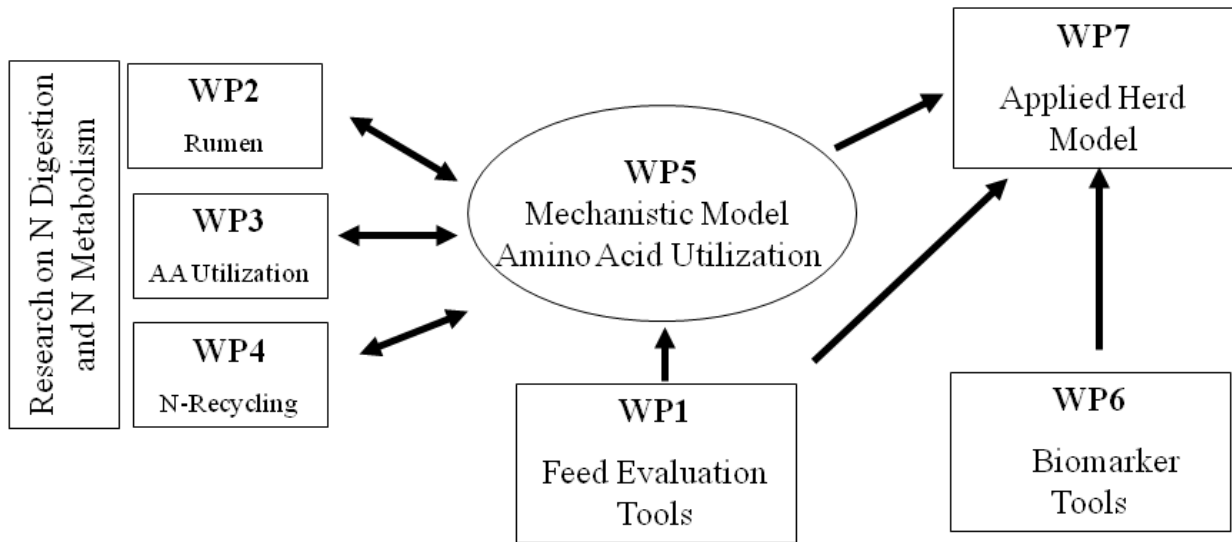 Research on N Digestion
and N Metabolism
WP2
Rumen
WP3
AA Utilization
WP4
N-Recycling
WP5
Mechanistic Model
Amino Acid Utilization
WP1
Feed Evaluation
Tools
WP7
Applied Herd
Model
WP6
Biomarker
Tools